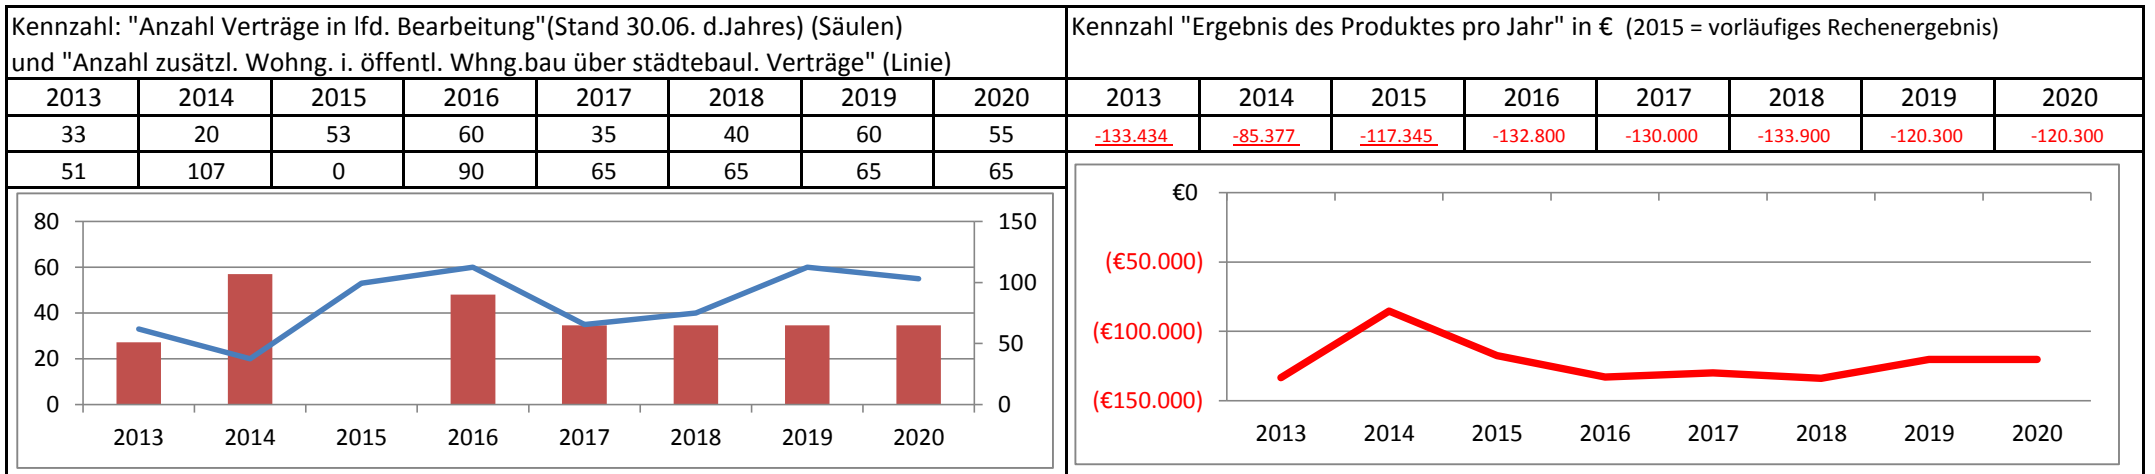 Kennzahl: "Anzahl Verträge in lfd. Bearbeitung"(Stand 30.06. d.Jahres) (Säulen)
und "Anzahl zusätzl. Wohng. i. öffentl. Whng.bau über städtebaul. Verträge" (Linie)
2013 2014 2015 2016 2017 2018 2019 2020
33 20 53 60 35 40 60 55
51 107 0 90 65 65 65 65
80
60
40
20
0
150
100
50
0
2013 2014 2015 2016 2017 2018 2019 2020
Kennzahl "Ergebnis des Produktes pro Jahr" in € (2015 = vorläufiges Rechenergebnis)
2013 2014 2015 2016 2017 2018 2019 2020
-133.434 -85.377 -117.345 -132.800 -130.000 -133.900 -120.300 -120.300
€0
(€50.000)
(€100.000)
(€150.000)
2013 2014 2015 2016 2017 2018 2019 2020